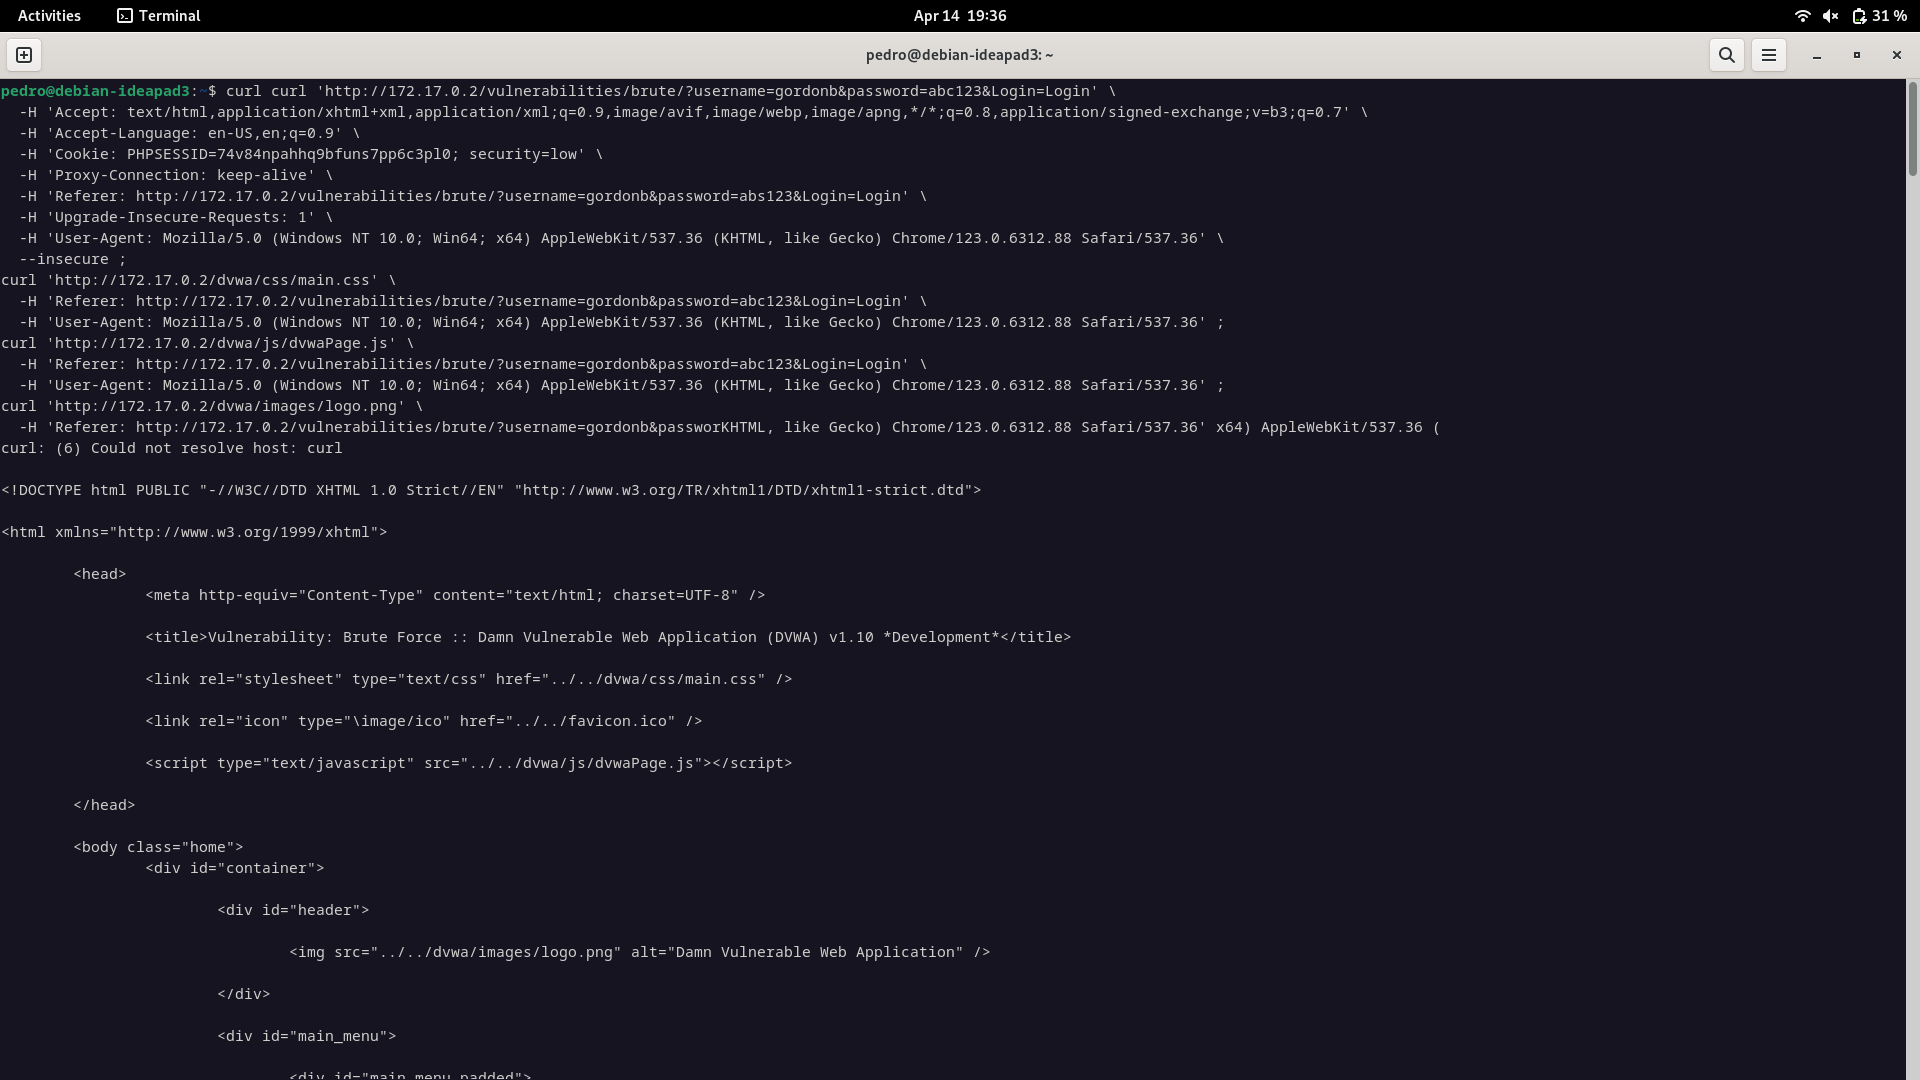 Activities Terminal Apr 14 19:36 31 %
pedro@debian-ideapad3: ~
pedro@debian-ideapad3:~$ curl curl 'http://172.17.0.2/vulnerabilities/brute/?username=gordonb&password=abc123&Login=Login' \
  -H 'Accept: text/html,application/xhtml+xml,application/xml;q=0.9,image/avif,image/webp,image/apng,*/*;q=0.8,application/signed-exchange;v=b3;q=0.7' \
  -H 'Accept-Language: en-US,en;q=0.9' \
  -H 'Cookie: PHPSESSID=74v84npahhq9bfuns7pp6c3pl0; security=low' \
  -H 'Proxy-Connection: keep-alive' \
  -H 'Referer: http://172.17.0.2/vulnerabilities/brute/?username=gordonb&password=abs123&Login=Login' \
  -H 'Upgrade-Insecure-Requests: 1' \
  -H 'User-Agent: Mozilla/5.0 (Windows NT 10.0; Win64; x64) AppleWebKit/537.36 (KHTML, like Gecko) Chrome/123.0.6312.88 Safari/537.36' \
  --insecure ;
curl 'http://172.17.0.2/dvwa/css/main.css' \
  -H 'Referer: http://172.17.0.2/vulnerabilities/brute/?username=gordonb&password=abc123&Login=Login' \
  -H 'User-Agent: Mozilla/5.0 (Windows NT 10.0; Win64; x64) AppleWebKit/537.36 (KHTML, like Gecko) Chrome/123.0.6312.88 Safari/537.36' ;
curl 'http://172.17.0.2/dvwa/js/dvwaPage.js' \
  -H 'Referer: http://172.17.0.2/vulnerabilities/brute/?username=gordonb&password=abc123&Login=Login' \
  -H 'User-Agent: Mozilla/5.0 (Windows NT 10.0; Win64; x64) AppleWebKit/537.36 (KHTML, like Gecko) Chrome/123.0.6312.88 Safari/537.36' ;
curl 'http://172.17.0.2/dvwa/images/logo.png' \
  -H 'Referer: http://172.17.0.2/vulnerabilities/brute/?username=gordonb&passworKHTML, like Gecko) Chrome/123.0.6312.88 Safari/537.36' x64) AppleWebKit/537.36 (
curl: (6) Could not resolve host: curl
<!DOCTYPE html PUBLIC "-//W3C//DTD XHTML 1.0 Strict//EN" "http://www.w3.org/TR/xhtml1/DTD/xhtml1-strict.dtd">
<html xmlns="http://www.w3.org/1999/xhtml">
<head>
<meta http-equiv="Content-Type" content="text/html; charset=UTF-8" />
<title>Vulnerability: Brute Force :: Damn Vulnerable Web Application (DVWA) v1.10 *Development*</title>
<link rel="stylesheet" type="text/css" href="../../dvwa/css/main.css" />
<link rel="icon" type="\image/ico" href="../../favicon.ico" />
<script type="text/javascript" src="../../dvwa/js/dvwaPage.js"></script>
</head>
<body class="home">
<div id="container">
<div id="header">
<img src="../../dvwa/images/logo.png" alt="Damn Vulnerable Web Application" />
</div>
<div id="main_menu">
<div id="main_menu_padded">